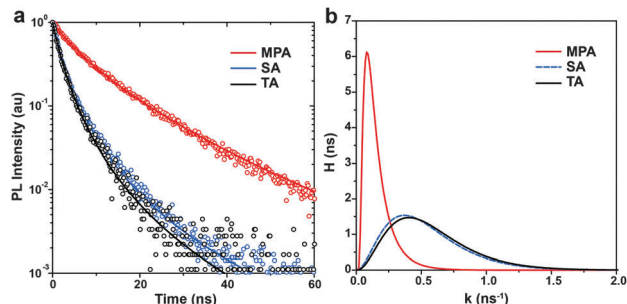 a
PL Intensity (au)
10⁰
10⁻¹
10⁻²
10⁻³
0
20
40
60
Time (ns)
MPA
SA
TA
b
H (ns)
7
6
5
4
3
2
1
0
0.0
0.5
1.0
1.5
2.0
k (ns⁻¹)
MPA
SA
TA